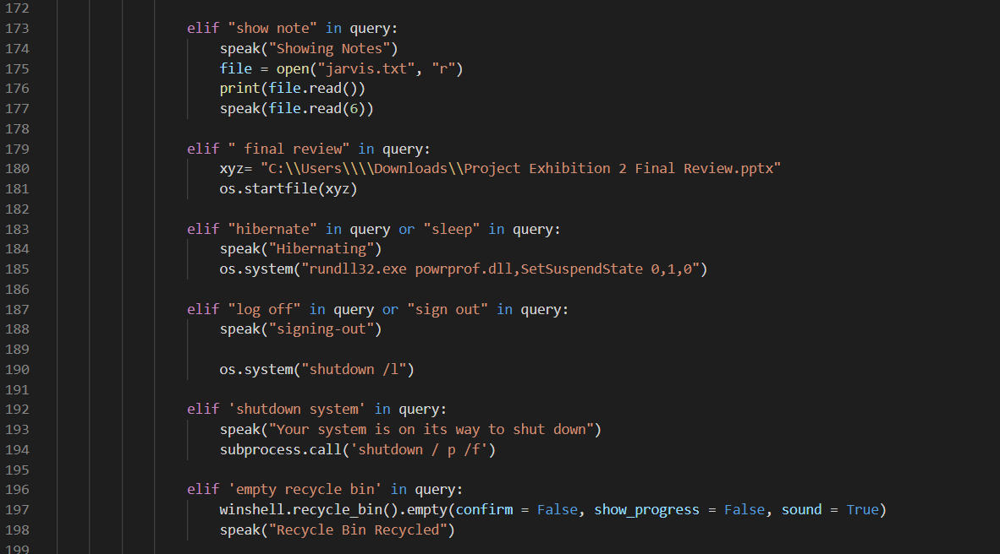 172
173 elif "show note" in query:
174 speak("Showing Notes")
175 file = open("jarvis.txt", "r")
176 print(file.read())
177 speak(file.read(6))
178
179 elif " final review" in query:
180 xyz= "C:\\Users\\\\Downloads\\Project Exhibition 2 Final Review.pptx"
181 os.startfile(xyz)
182
183 elif "hibernate" in query or "sleep" in query:
184 speak("Hibernating")
185 os.system("rundll32.exe powrprof.dll,SetSuspendState 0,1,0")
186
187 elif "log off" in query or "sign out" in query:
188 speak("signing-out")
189
190 os.system("shutdown /l")
191
192 elif 'shutdown system' in query:
193 speak("Your system is on its way to shut down")
194 subprocess.call('shutdown / p /f')
195
196 elif 'empty recycle bin' in query:
197 winshell.recycle_bin().empty(confirm = False, show_progress = False, sound = True)
198 speak("Recycle Bin Recycled")
199